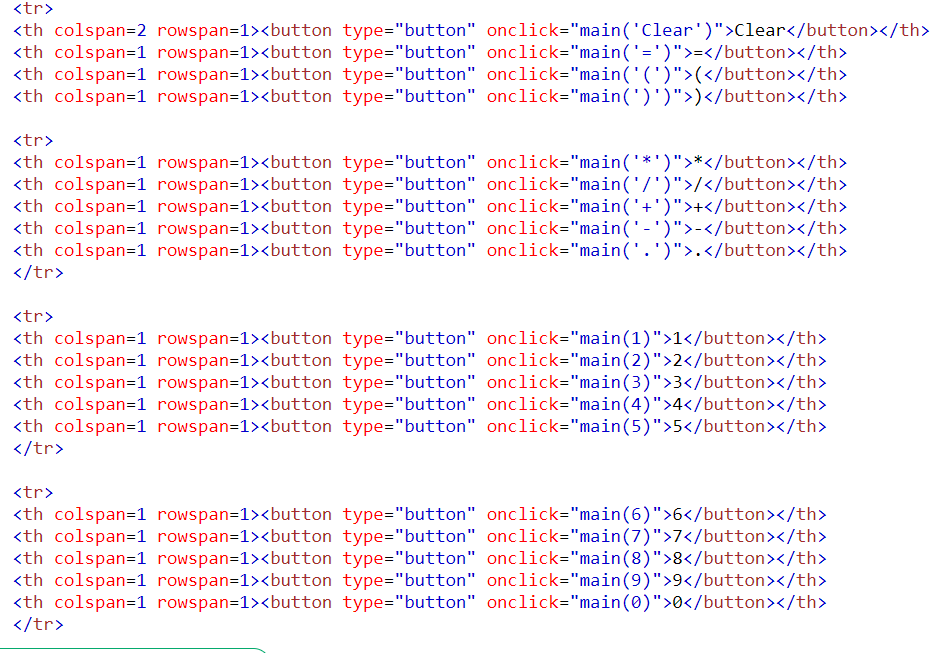 <tr>
<th colspan=2 rowspan=1><button type="button" onclick="main('Clear')">Clear</button></th>
<th colspan=1 rowspan=1><button type="button" onclick="main('=')">=</button></th>
<th colspan=1 rowspan=1><button type="button" onclick="main('(')">(</button></th>
<th colspan=1 rowspan=1><button type="button" onclick="main(')')">)</button></th>
<tr>
<th colspan=1 rowspan=1><button type="button" onclick="main('*')">*</button></th>
<th colspan=1 rowspan=1><button type="button" onclick="main('/')">/</button></th>
<th colspan=1 rowspan=1><button type="button" onclick="main('+')">+</button></th>
<th colspan=1 rowspan=1><button type="button" onclick="main('-')">-</button></th>
<th colspan=1 rowspan=1><button type="button" onclick="main('.')">.</button></th>
</tr>
<tr>
<th colspan=1 rowspan=1><button type="button" onclick="main(1)">1</button></th>
<th colspan=1 rowspan=1><button type="button" onclick="main(2)">2</button></th>
<th colspan=1 rowspan=1><button type="button" onclick="main(3)">3</button></th>
<th colspan=1 rowspan=1><button type="button" onclick="main(4)">4</button></th>
<th colspan=1 rowspan=1><button type="button" onclick="main(5)">5</button></th>
</tr>
<tr>
<th colspan=1 rowspan=1><button type="button" onclick="main(6)">6</button></th>
<th colspan=1 rowspan=1><button type="button" onclick="main(7)">7</button></th>
<th colspan=1 rowspan=1><button type="button" onclick="main(8)">8</button></th>
<th colspan=1 rowspan=1><button type="button" onclick="main(9)">9</button></th>
<th colspan=1 rowspan=1><button type="button" onclick="main(0)">0</button></th>
</tr>